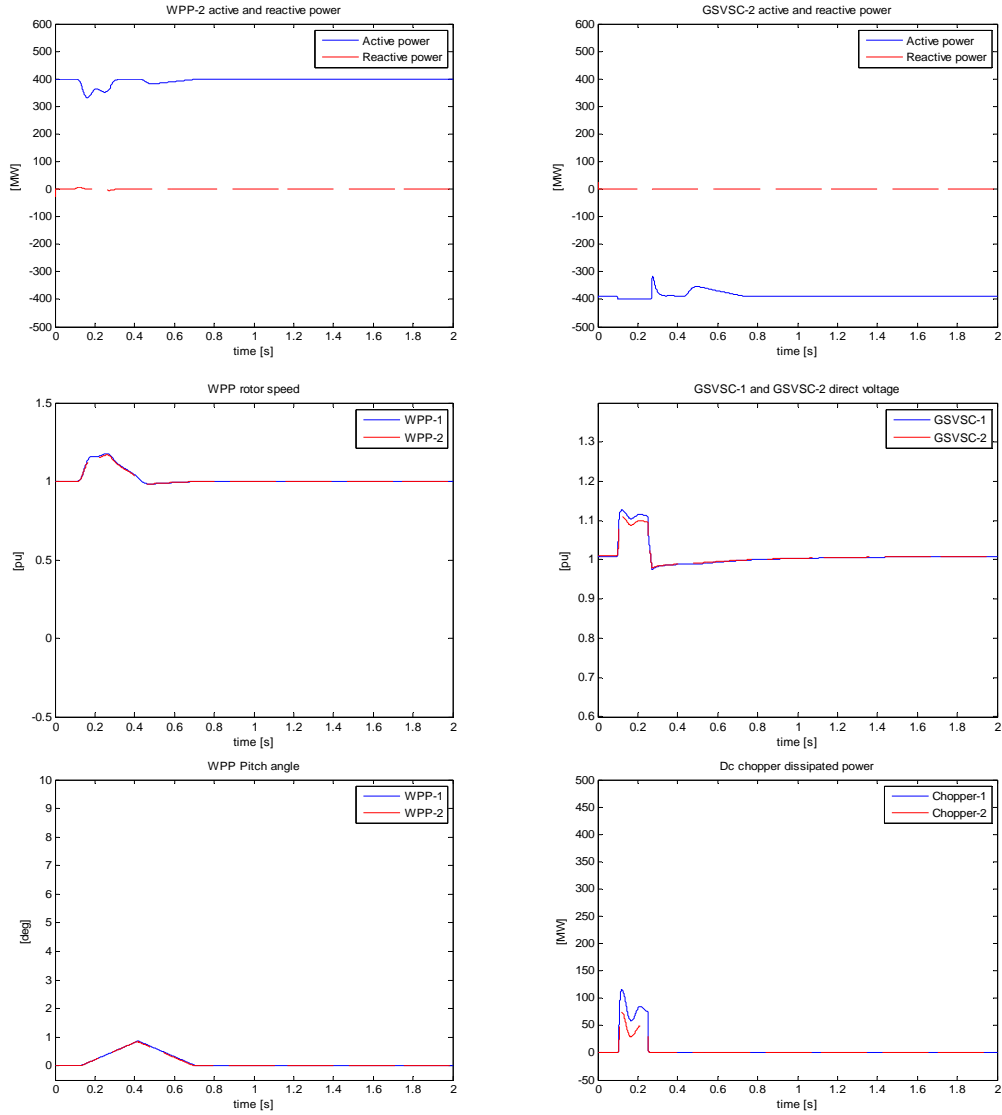 WPP-2 active and reactive power
600
500
400
300
200
100
0
-100
-200
-300
-400
-500
[MW]
0 0.2 0.4 0.6 0.8 1 1.2 1.4 1.6 1.8 2
time [s]
Active power
Reactive power
GSVSC-2 active and reactive power
600
500
400
300
200
100
0
-100
-200
-300
-400
-500
[MW]
0 0.2 0.4 0.6 0.8 1 1.2 1.4 1.6 1.8 2
time [s]
Active power
Reactive power
WPP rotor speed
1.5
1
0.5
0
-0.5
[pu]
0 0.2 0.4 0.6 0.8 1 1.2 1.4 1.6 1.8 2
time [s]
WPP-1
WPP-2
GSVSC-1 and GSVSC-2 direct voltage
1.3
1.2
1.1
1
0.9
0.8
0.7
0.6
[pu]
0 0.2 0.4 0.6 0.8 1 1.2 1.4 1.6 1.8 2
time [s]
GSVSC-1
GSVSC-2
WPP Pitch angle
10
9
8
7
6
5
4
3
2
1
0
[deg]
0 0.2 0.4 0.6 0.8 1 1.2 1.4 1.6 1.8 2
time [s]
WPP-1
WPP-2
Dc chopper dissipated power
500
450
400
350
300
250
200
150
100
50
0
-50
[MW]
0 0.2 0.4 0.6 0.8 1 1.2 1.4 1.6 1.8 2
time [s]
Chopper-1
Chopper-2